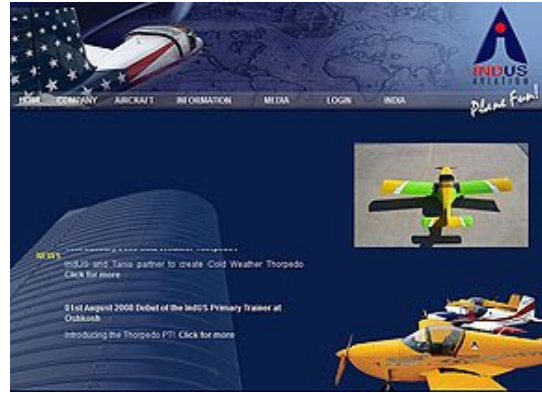 INDUS
AVIATION
HOME COMPANY AIRCRAFT INFORMATION MEDIA LOGIN INDIA
Plane Fun!
NEWS
IndUS and Tania partner to create Cold Weather Thorpedo.
Click for more
01st August 2008 Debut of the IndUS Primary Trainer at
Oshkosh
Introducing the Thorpedo PT!. Click for more